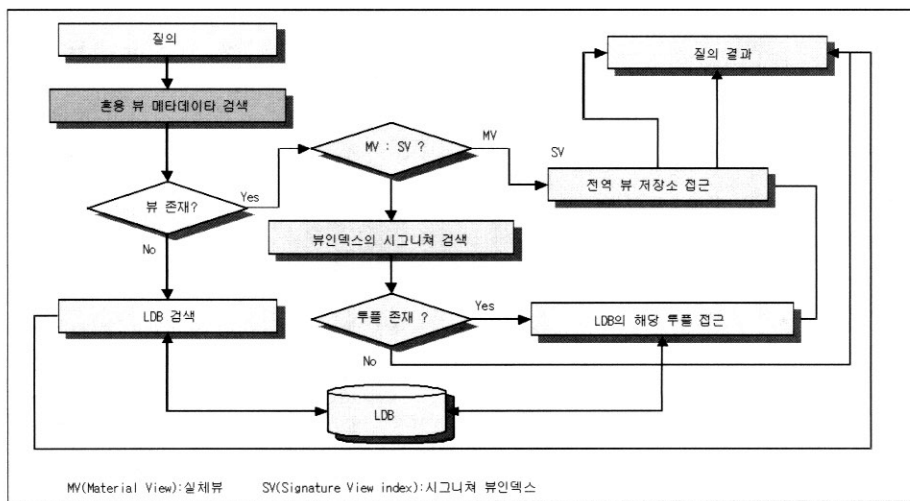 질의
질의 결과
혼용 뷰 메타데이타 검색
MV : SV ?
MV
SV
전역 뷰 저장소 접근
뷰 존재?
Yes
뷰인덱스의 시그니쳐 검색
No
LDB 검색
투플 존재 ?
Yes
LDB의 해당 투플 접근
No
LDB
MV(Material View):실체뷰 SV(Signature View index):시그니쳐 뷰인덱스